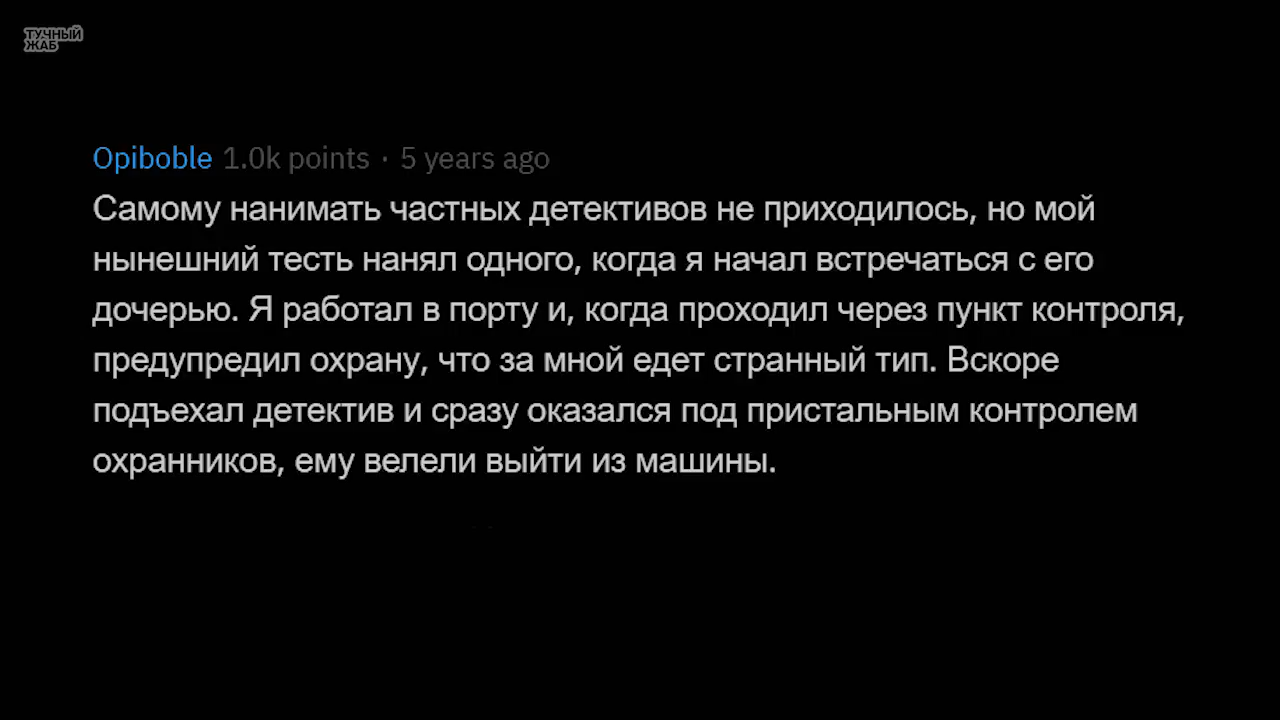 ТУЧНЫЙ
ЖАБ
Opiboble 1.0k points · 5 years ago
Самому нанимать частных детективов не приходилось, но мой
нынешний тесть нанял одного, когда я начал встречаться с его
дочерью. Я работал в порту и, когда проходил через пункт контроля,
предупредил охрану, что за мной едет странный тип. Вскоре
подъехал детектив и сразу оказался под пристальным контролем
охранников, ему велели выйти из машины.